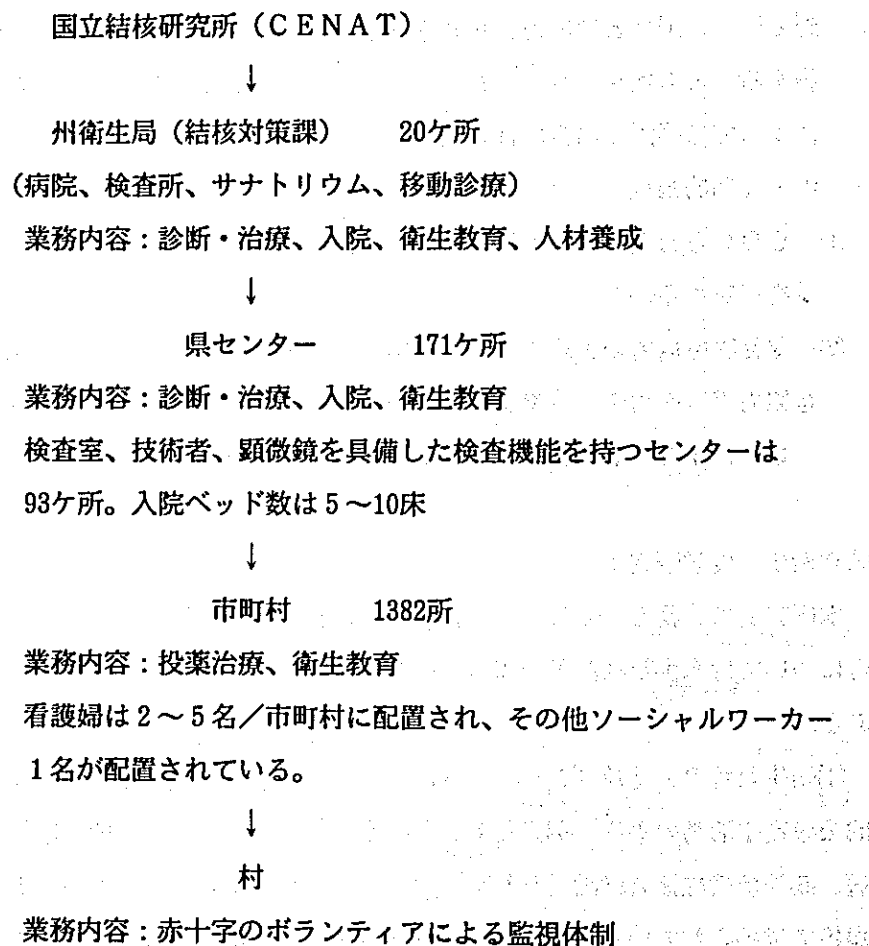 国立結核研究所（ＣＥＮＡＴ）
↓
州衛生局（結核対策課）　20ケ所
(病院、検査所、サナトリウム、移動診療）
業務内容：診断・治療、入院、衛生教育、人材養成
↓
県センター　171ケ所
業務内容：診断・治療、入院、衛生教育
検査室、技術者、顕微鏡を具備した検査機能を持つセンターは
93ケ所。入院ベッド数は５〜10床
↓
市町村　1382所
業務内容：投薬治療、衛生教育
看護婦は２〜５名／市町村に配置され、その他ソーシャルワーカー
１名が配置されている。
↓
村
業務内容：赤十字のボランティアによる監視体制